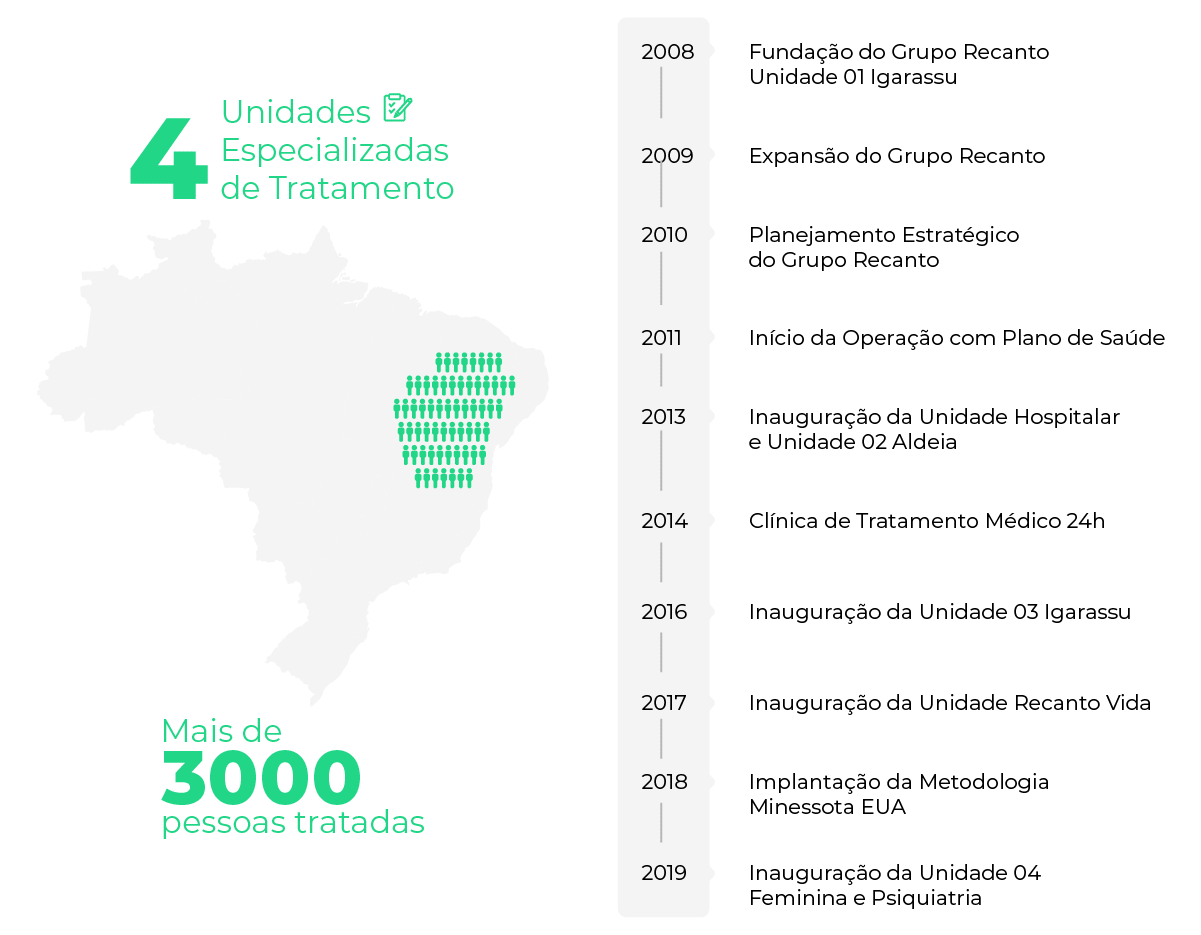 4
Unidades
Especializadas
de Tratamento
Mais de
3000
pessoas tratadas
2008
Fundação do Grupo Recanto
Unidade 01 Igarassu
2009
Expansão do Grupo Recanto
2010
Planejamento Estratégico
do Grupo Recanto
2011
Início da Operação com Plano de Saúde
2013
Inauguração da Unidade Hospitalar
e Unidade 02 Aldeia
2014
Clínica de Tratamento Médico 24h
2016
Inauguração da Unidade 03 Igarassu
2017
Inauguração da Unidade Recanto Vida
2018
Implantação da Metodologia
Minessota EUA
2019
Inauguração da Unidade 04
Feminina e Psiquiatria